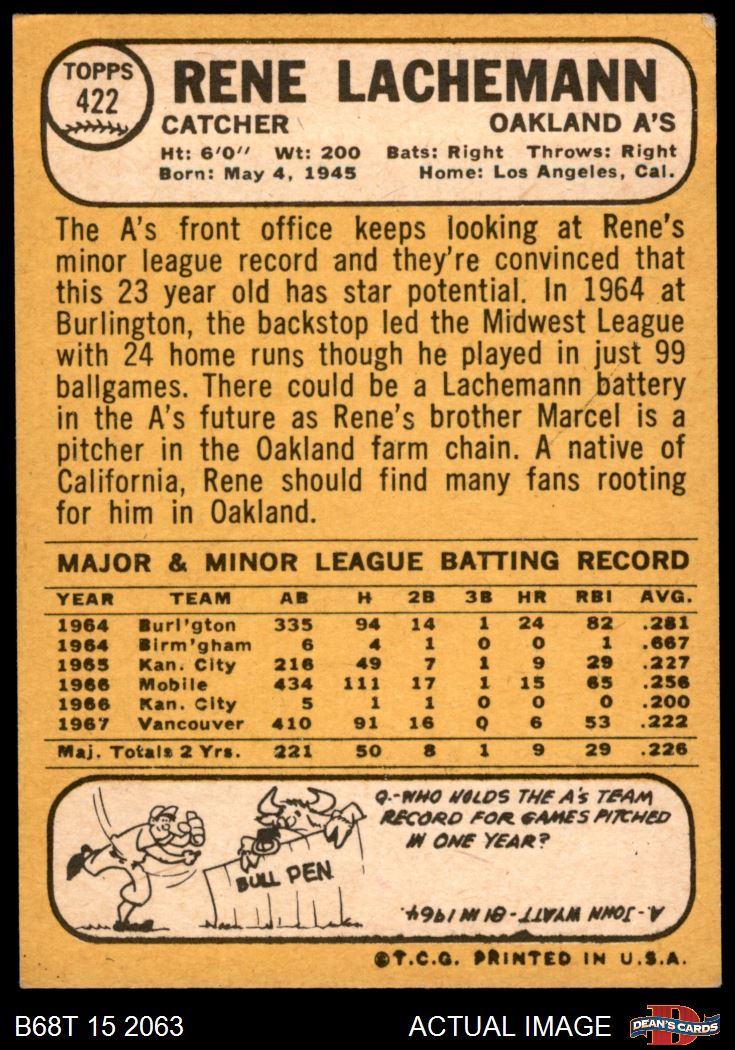 TOPPS
422
RENE LACHEMANN
CATCHER OAKLAND A'S
Ht: 6'0" Wt: 200 Bats: Right Throws: Right
Born: May 4, 1945 Home: Los Angeles, Cal.
The A's front office keeps looking at Rene's
minor league record and they're convinced that
this 23 year old has star potential. In 1964 at
Burlington, the backstop led the Midwest League
with 24 home runs though he played in just 99
ballgames. There could be a Lachemann battery
in the A's future as Rene's brother Marcel is a
pitcher in the Oakland farm chain. A native of
California, Rene should find many fans rooting
for him in Oakland.
MAJOR & MINOR LEAGUE BATTING RECORD
YEAR TEAM AB H 2B 3B HR RBI AVG.
1964 Burl'gton 335 94 14 1 24 82 .281
1964 Birm'gham 6 4 1 0 0 1 .667
1965 Kan. City 216 49 7 1 9 29 .227
1966 Mobile 434 111 17 1 15 65 .256
1966 Kan. City 5 1 1 0 0 0 .200
1967 Vancouver 410 91 16 0 6 53 .222
Maj. Totals 2 Yrs. 221 50 8 1 9 29 .226
Q.-WHO HOLDS THE A's TEAM
RECORD FOR GAMES PITCHED
IN ONE YEAR?
BULL PEN
A.-JOHN WYATT-81 IN 1964.
©T.C.G. PRINTED IN U.S.A.
B68T 15 2063 ACTUAL IMAGE
DEAN'S CARDS